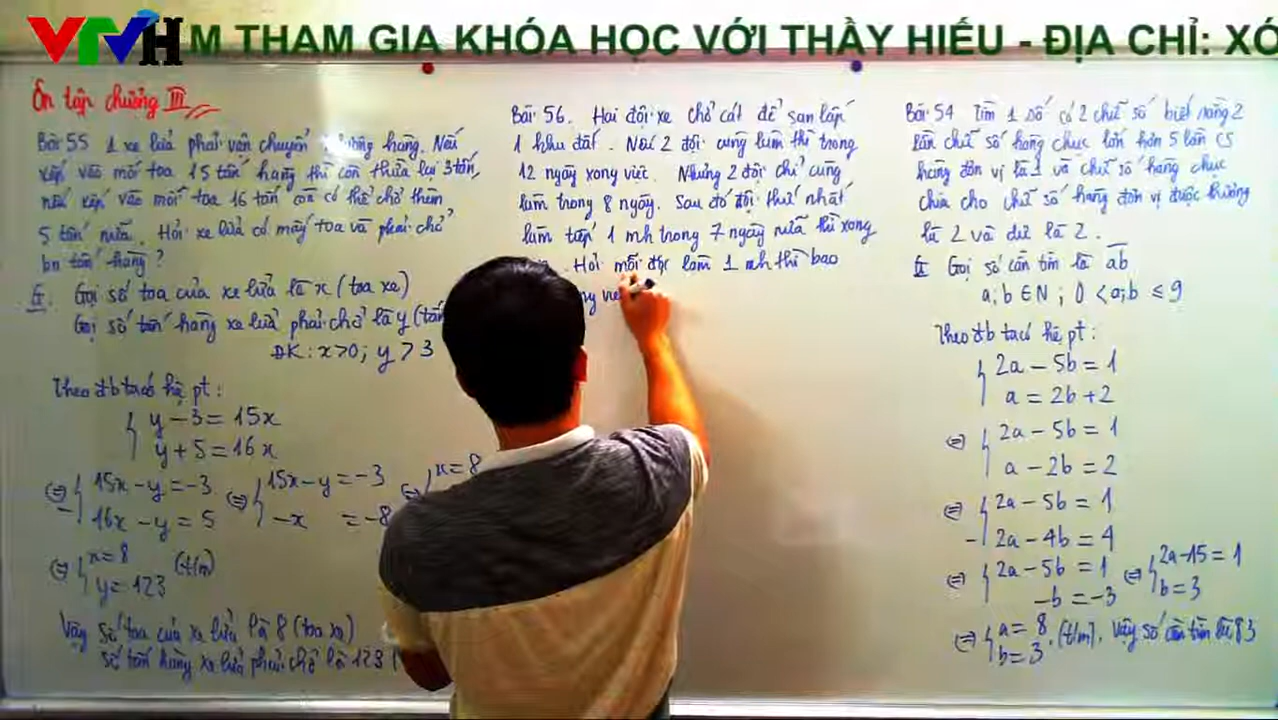 VTVH
M THAM GIA KHÓA HỌC VỚI THẦY HIẾU - ĐỊA CHỈ: XÓ
Ôn tập chương III
Bài 55 1 xe lửa phải vận chuyển lượng hàng. Nếu
xếp vào mỗi toa 15 tấn hàng thì còn thừa lại 3 tấn,
nếu xếp vào mỗi toa 16 tấn còn có thể chở thêm
5 tấn nữa. Hỏi xe lửa có mấy toa và phải chở
bn tấn hàng?
G. Gọi số toa của xe lửa là x (toa xe)
Gọi số tấn hàng xe lửa phải chở là y (tấn
ĐK: x>0; y > 3
Theo đb ta có hệ pt:
y - 3 = 15x
y + 5 = 16x
⇔ 15x - y = -3 ⇔ 15x - y = -3 ⇔ x = 8
- 16x - y = 5 -x = -8
⇔ x = 8 (t/m)
y = 123
Vậy số toa của xe lửa là 8 (toa xe)
số tấn hàng xe lửa phải chở là 123 (
Bài 56. Hai đội xe chở cát để san lấp
1 khu đất. Nếu 2 đội cùng làm thì trong
12 ngày xong việc. Nhưng 2 đội chỉ cùng
làm trong 8 ngày. Sau đó đội thứ nhất
làm tiếp 1 mh trong 7 ngày nữa thì xong
. Hỏi mỗi đội làm 1 mh thì bao
ng việ
Bài 54 Tìm 1 số có 2 chữ số biết rằng 2
lần chữ số hàng chục lớn hơn 5 lần cs
hàng đơn vị là 1 và chữ số hàng chục
chia cho chữ số hàng đơn vị được thương
là 2 và dư là 2.
G Gọi số cần tìm là ab
a; b ∈ N; 0 < a; b ≤ 9
Theo đb ta có hệ pt:
2a - 5b = 1
a = 2b + 2
⇔ 2a - 5b = 1
a - 2b = 2
⇔ 2a - 5b = 1
- 2a - 4b = 4
⇔ 2a - 5b = 1 ⇔ 2a - 15 = 1
-b = -3 b = 3
⇔ a = 8 (t/m). Vậy số cần tìm là 83
b = 3